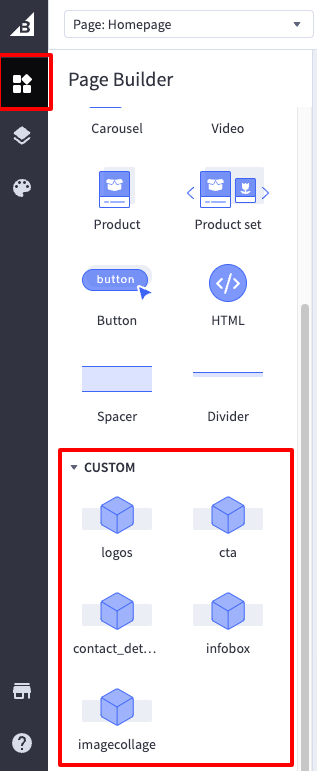 Page: Homepage
Page Builder
Carousel
Video
Product
Product set
button
Button
HTML
Spacer
Divider
CUSTOM
logos
cta
contact_det...
infobox
imagecollage